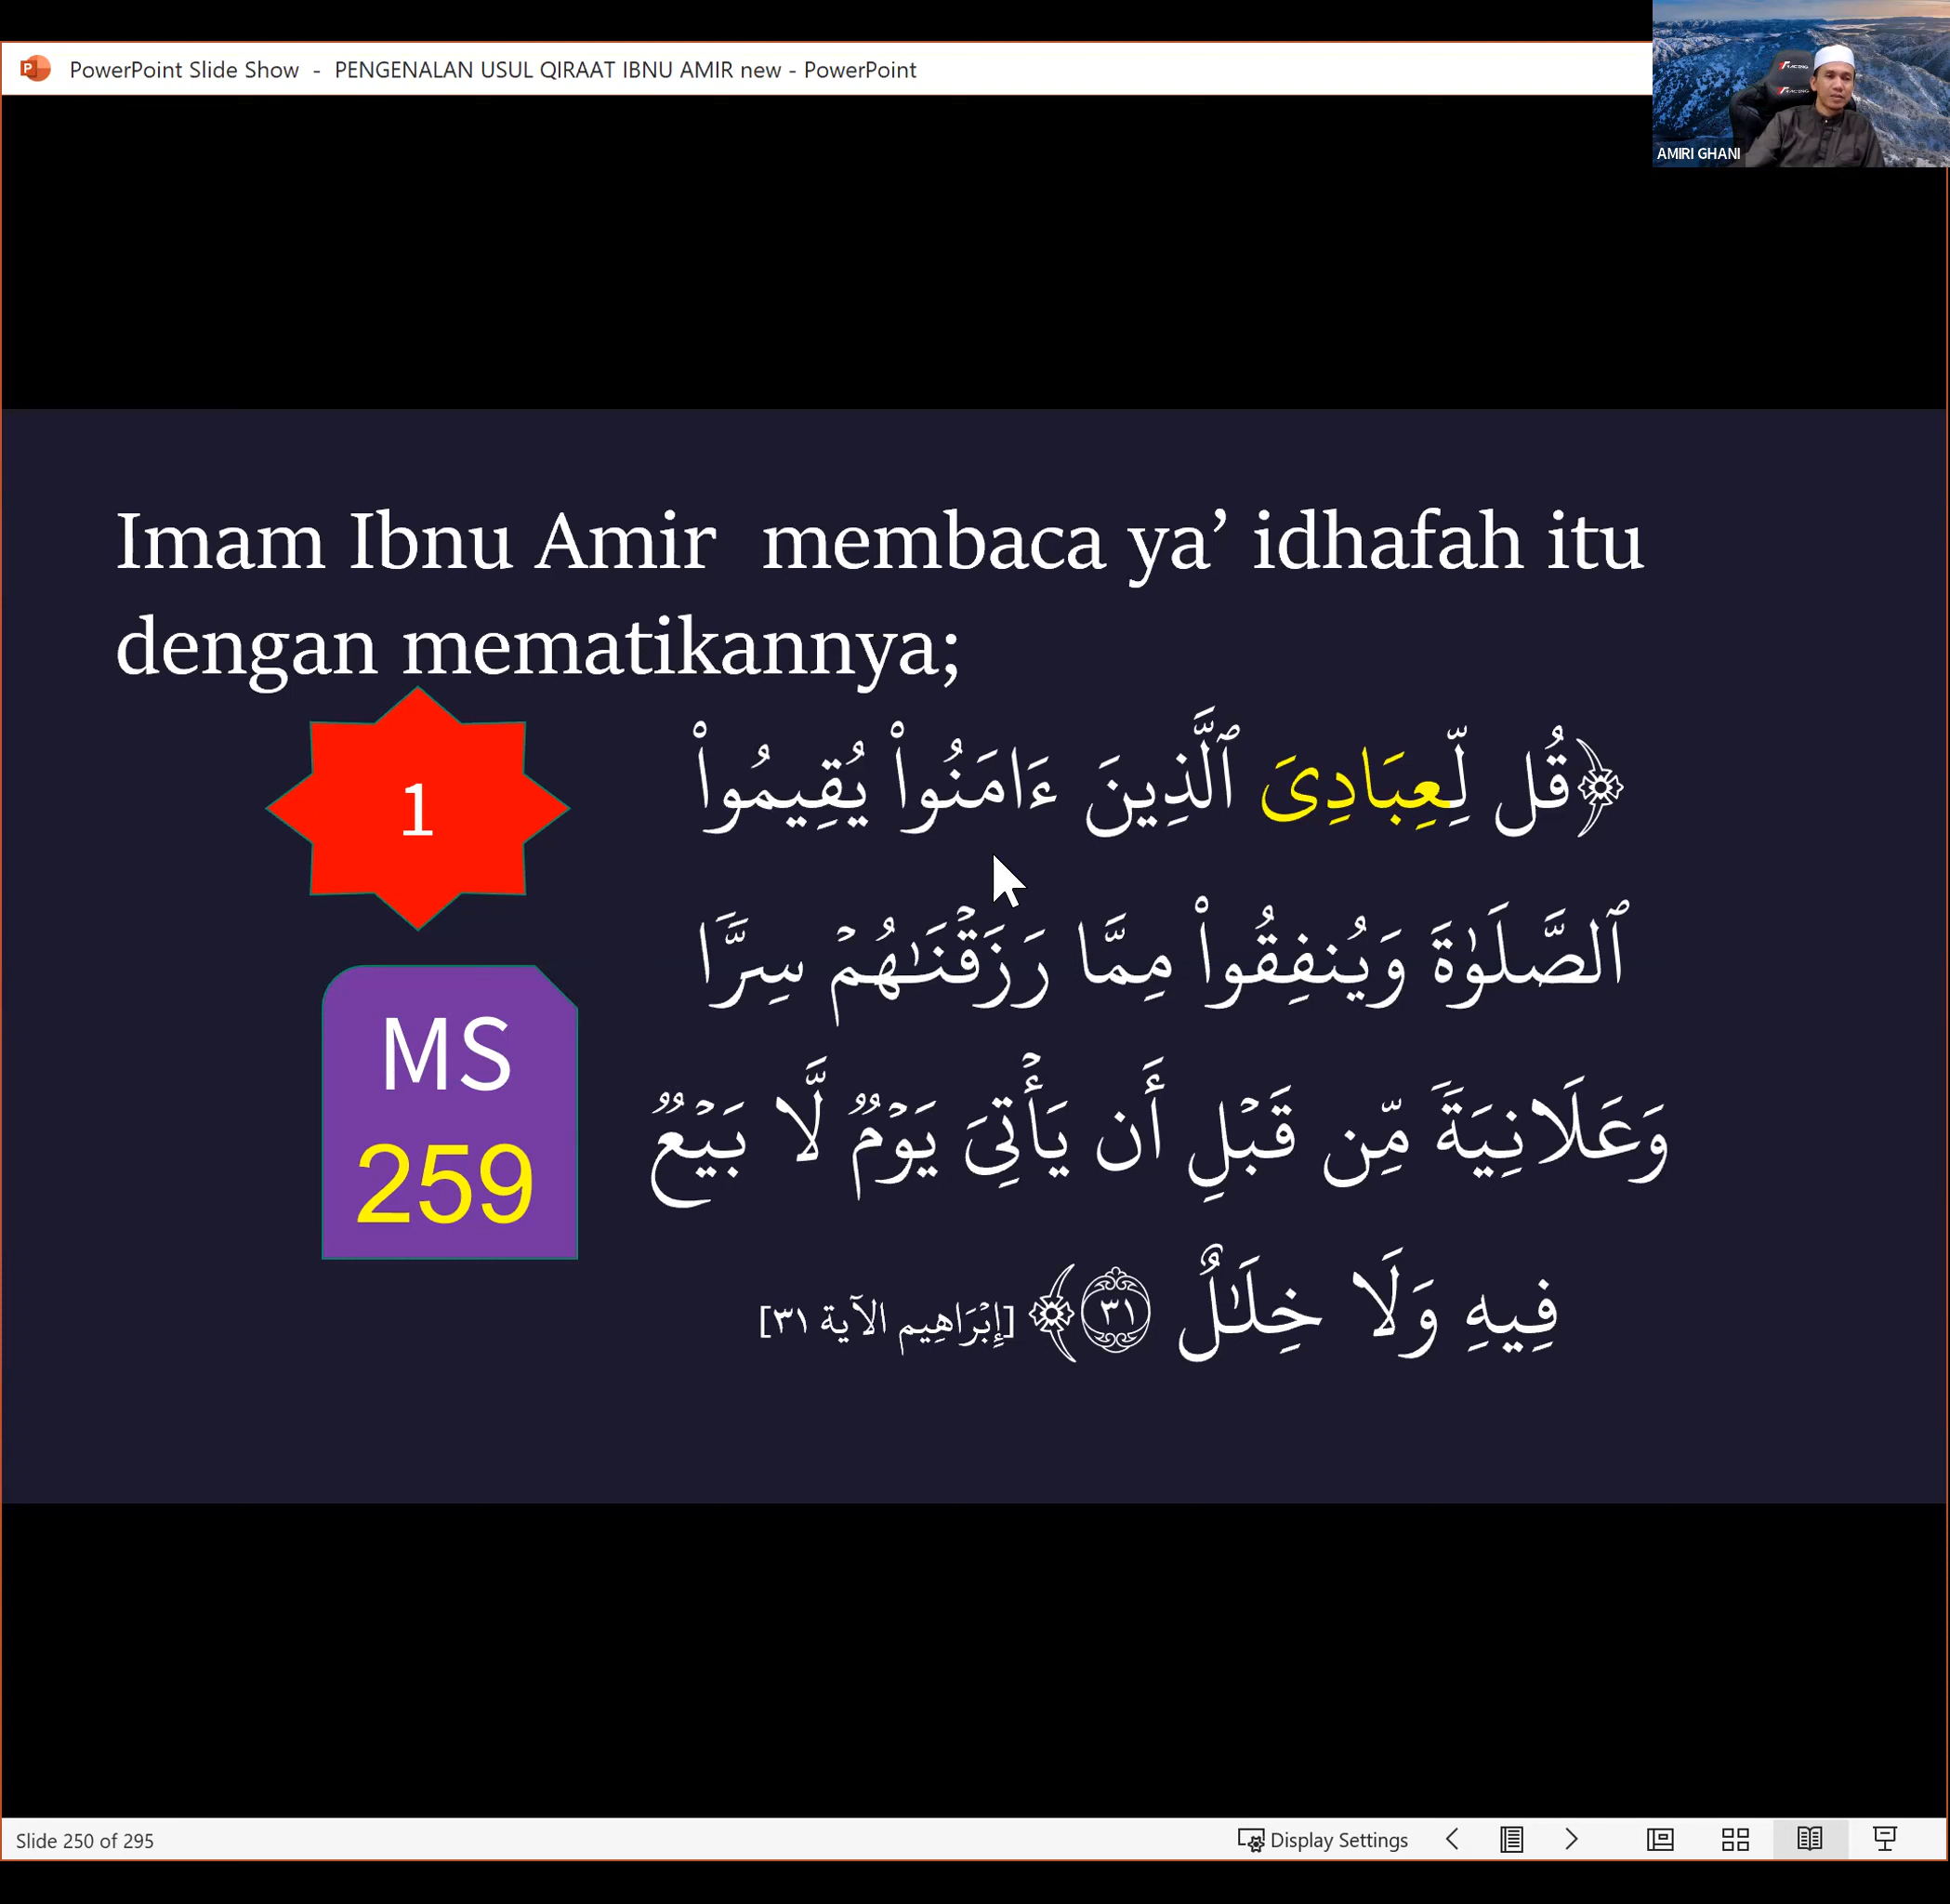 PowerPoint Slide Show - PENGENALAN USUL QIRAAT IBNU AMIR new - PowerPoint
AMIRI GHANI
Imam Ibnu Amir membaca ya’ idhafah itu
dengan mematikannya;
1
﴿قُل لِّعِبَادِىَ ٱلَّذِينَ ءَامَنُوا۟ يُقِيمُوا۟
ٱلصَّلَوٰةَ وَيُنفِقُوا۟ مِمَّا رَزَقۡنَـٰهُمۡ سِرࣰّا
وَعَلَانِيَةࣰ مِّن قَبۡلِ أَن يَأۡتِىَ يَوۡمࣱ لَّا بَيۡعࣱ
فِيهِ وَلَا خِلَـٰلٌ ٣١﴾ [إِبۡرَاهِيم الآية ٣١]
MS
259
Slide 250 of 295
Display Settings